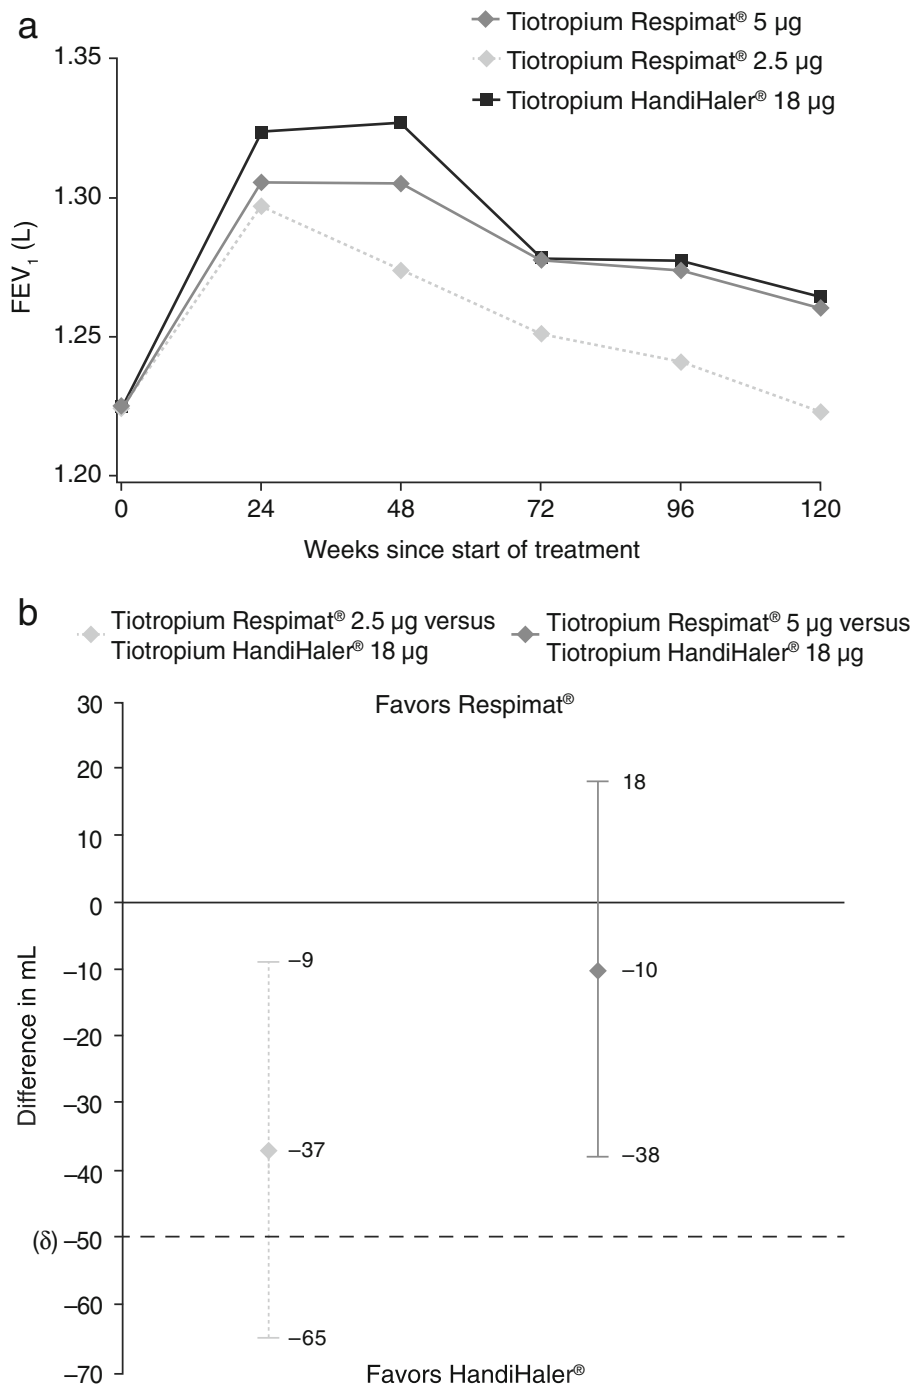 a
Tiotropium Respimat® 5 µg
Tiotropium Respimat® 2.5 µg
Tiotropium HandiHaler® 18 µg
1.35
1.30
1.25
1.20
FEV₁ (L)
0 24 48 72 96 120
Weeks since start of treatment
b
Tiotropium Respimat® 2.5 µg versus
Tiotropium HandiHaler® 18 µg
Tiotropium Respimat® 5 µg versus
Tiotropium HandiHaler® 18 µg
Favors Respimat®
30
20
10
0
–10
–20
–30
–40
(δ) –50
–60
–70
Difference in mL
–9
–37
–65
18
–10
–38
Favors HandiHaler®